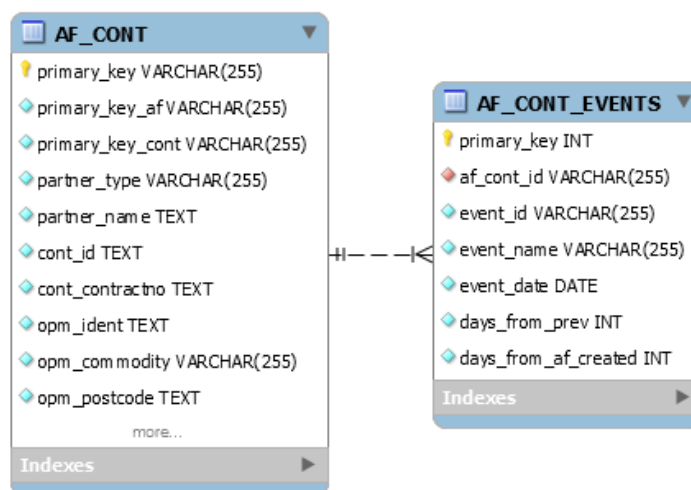 AF_CONT
primary_key VARCHAR(255)
primary_key_af VARCHAR(255)
primary_key_cont VARCHAR(255)
partner_type VARCHAR(255)
partner_name TEXT
cont_id TEXT
cont_contractno TEXT
opm_ident TEXT
opm_commodity VARCHAR(255)
opm_postcode TEXT
more...
Indexes
AF_CONT_EVENTS
primary_key INT
af_cont_id VARCHAR(255)
event_id VARCHAR(255)
event_name VARCHAR(255)
event_date DATE
days_from_prev INT
days_from_af_created INT
Indexes